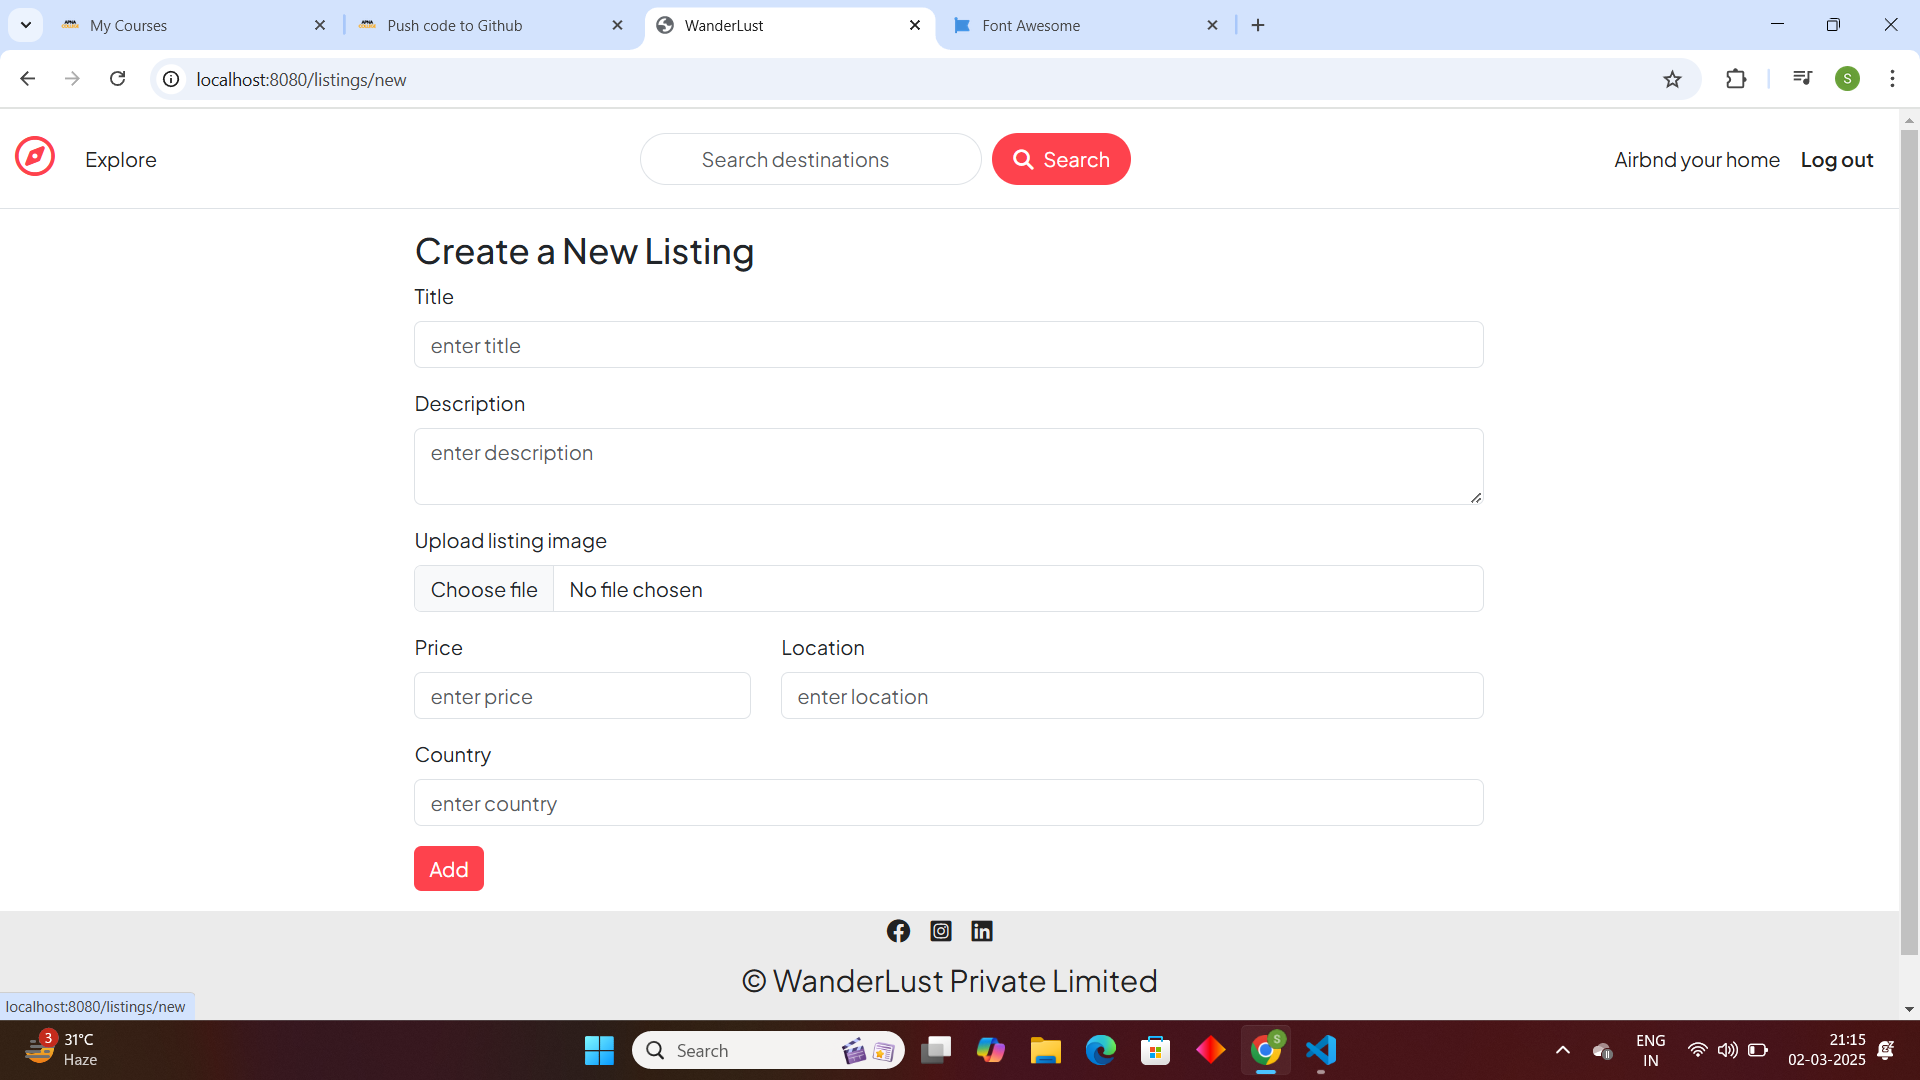 My Courses
Push code to Github
WanderLust
Font Awesome
localhost:8080/listings/new
S
Explore
Search destinations
Search
Airbnd your home
Log out
Create a New Listing
Title
enter title
Description
enter description
Upload listing image
Choose file
No file chosen
Price
Location
enter price
enter location
Country
enter country
Add
© WanderLust Private Limited
localhost:8080/listings/new
3
31°C
Haze
Search
S
ENG
IN
21:15
02-03-2025